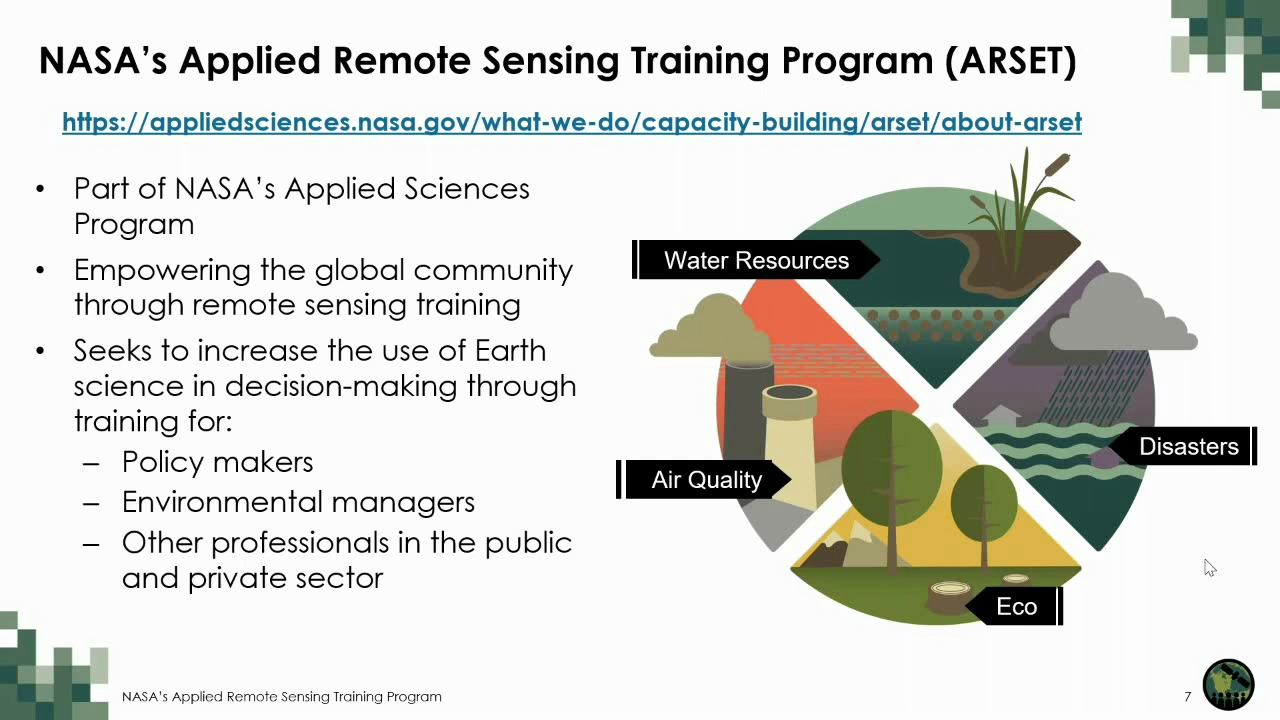 NASA's Applied Remote Sensing Training Program (ARSET)
https://appliedsciences.nasa.gov/what-we-do/capacity-building/arset/about-arset
• Part of NASA's Applied Sciences
Program
• Empowering the global community
through remote sensing training
• Seeks to increase the use of Earth
science in decision-making through
training for:
– Policy makers
– Environmental managers
– Other professionals in the public
and private sector
Water Resources
Disasters
Air Quality
Eco
NASA's Applied Remote Sensing Training Program
7